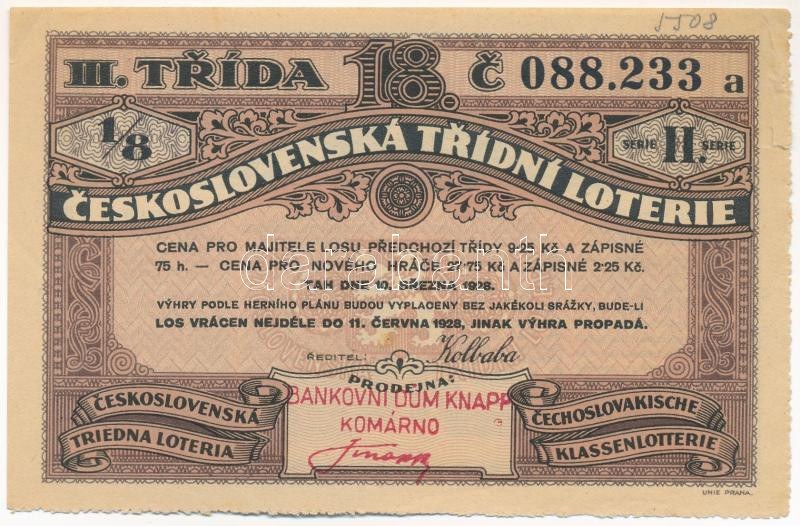 5508
III. TŘÍDA 18. Č 088.233 a
1/8
SERIE II. SERIE
ČESKOSLOVENSKÁ TŘÍDNÍ LOTERIE
CENA PRO MAJITELE LOSU PŘEDCHOZÍ TŘÍDY 9·25 Kč A ZÁPISNÉ
75 h. — CENA PRO NOVÉHO HRÁČE 27·75 Kč A ZÁPISNÉ 2·25 Kč.
TAH DNE 10. BŘEZNA 1928.
VÝHRY PODLE HERNÍHO PLÁNU BUDOU VYPLACENY BEZ JAKÉKOLI SRÁŽKY, BUDE-LI
LOS VRÁCEN NEJDÉLE DO 11. ČERVNA 1928, JINAK VÝHRA PROPADÁ.
ŘEDITEL: Kolbaba
PRODEJNA:
BANKOVNÍ DŮM KNAPP
KOMÁRNO
ČESKOSLOVENSKÁ
TRIEDNA LOTERIA
ČECHOSLOVAKISCHE
KLASSENLOTTERIE
UNIE PRAHA.
darabanth